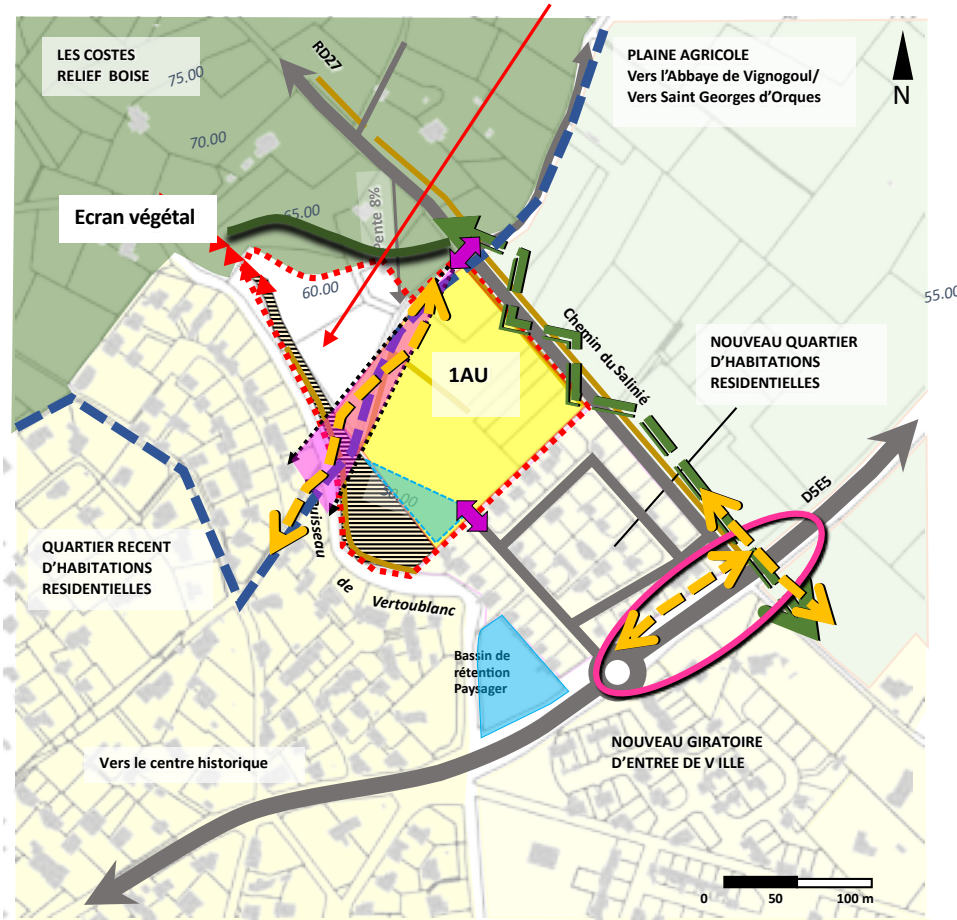 LES COSTES
RELIEF BOISE
75.00
RD27
PLAINE AGRICOLE
Vers l'Abbaye de Vignogoul/
Vers Saint Georges d'Orques
N
70.00
Ecran végétal
65.00
Pente 8%
60.00
55.00
Chemin du Salinié
NOUVEAU QUARTIER
D'HABITATIONS
RESIDENTIELLES
1AU
D5E5
50.00
QUARTIER RECENT
D'HABITATIONS
RESIDENTIELLES
uisseau
de Vertoublanc
Bassin de
rétention
Paysager
Vers le centre historique
NOUVEAU GIRATOIRE
D'ENTREE DE V ILLE
0 50 100 m